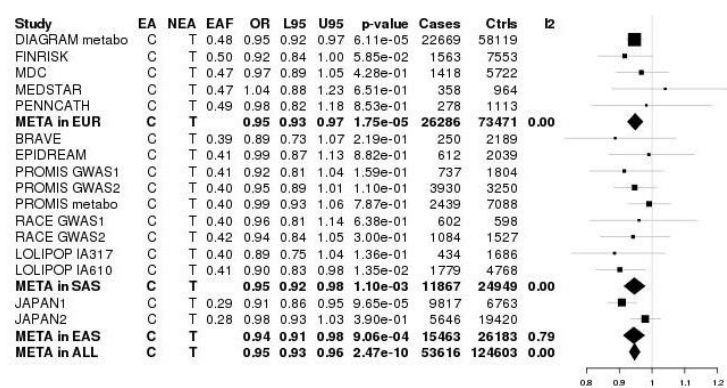 Study EA NEA EAF OR L95 U95 p-value Cases Ctrls I2
DIAGRAM metabo C T 0.48 0.95 0.92 0.97 6.11e-05 22669 58119
FINRISK C T 0.50 0.92 0.84 1.00 5.85e-02 1563 7553
MDC C T 0.47 0.97 0.89 1.05 4.28e-01 1418 5722
MEDSTAR C T 0.47 1.04 0.88 1.23 6.51e-01 358 964
PENNCATH C T 0.49 0.98 0.82 1.18 8.53e-01 278 1113
META in EUR C T 0.95 0.93 0.97 1.75e-05 26286 73471 0.00
BRAVE C T 0.39 0.89 0.73 1.07 2.19e-01 250 2189
EPIDREAM C T 0.41 0.99 0.87 1.13 8.82e-01 612 2039
PROMIS GWAS1 C T 0.41 0.92 0.81 1.04 1.59e-01 737 1804
PROMIS GWAS2 C T 0.40 0.95 0.89 1.01 1.10e-01 3930 3250
PROMIS metabo C T 0.40 0.99 0.93 1.06 7.87e-01 2439 7088
RACE GWAS1 C T 0.40 0.96 0.81 1.14 6.38e-01 602 598
RACE GWAS2 C T 0.42 0.94 0.84 1.05 3.00e-01 1084 1527
LOLIPOP IA317 C T 0.40 0.89 0.75 1.04 1.36e-01 434 1686
LOLIPOP IA610 C T 0.41 0.90 0.83 0.98 1.35e-02 1779 4768
META in SAS C T 0.95 0.92 0.98 1.10e-03 11867 24949 0.00
JAPAN1 C T 0.29 0.91 0.86 0.95 9.65e-05 9817 6763
JAPAN2 C T 0.28 0.98 0.93 1.03 3.90e-01 5646 19420
META in EAS C T 0.94 0.91 0.98 9.06e-04 15463 26183 0.79
META in ALL C T 0.95 0.93 0.96 2.47e-10 53616 124603 0.00
0.8 0.9 1 1.1 1.2